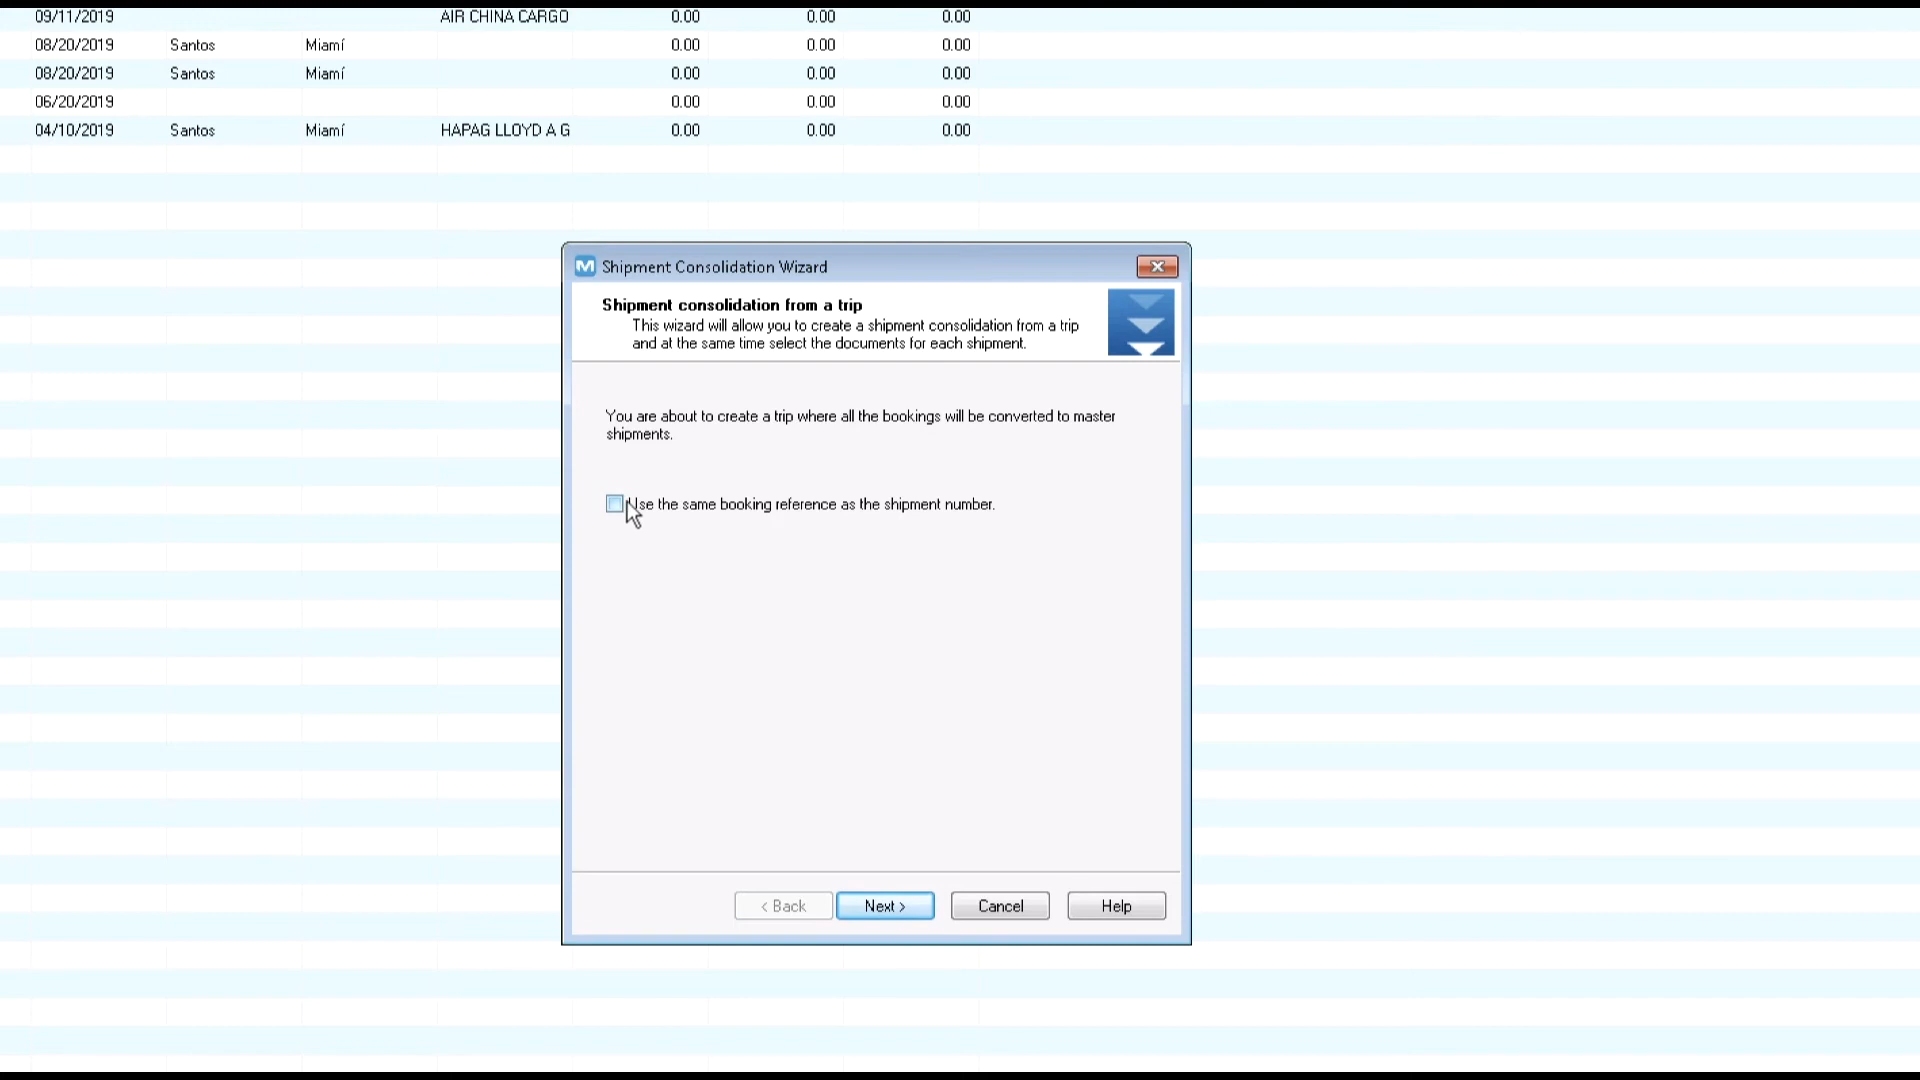 09/11/2019 AIR CHINA CARGO 0.00 0.00 0.00
08/20/2019 Santos Miamí 0.00 0.00 0.00
08/20/2019 Santos Miamí 0.00 0.00 0.00
06/20/2019 0.00 0.00 0.00
04/10/2019 Santos Miamí HAPAG LLOYD A G 0.00 0.00 0.00
Shipment Consolidation Wizard
Shipment consolidation from a trip
This wizard will allow you to create a shipment consolidation from a trip
and at the same time select the documents for each shipment.
You are about to create a trip where all the bookings will be converted to master
shipments.
Use the same booking reference as the shipment number.
< Back Next > Cancel Help